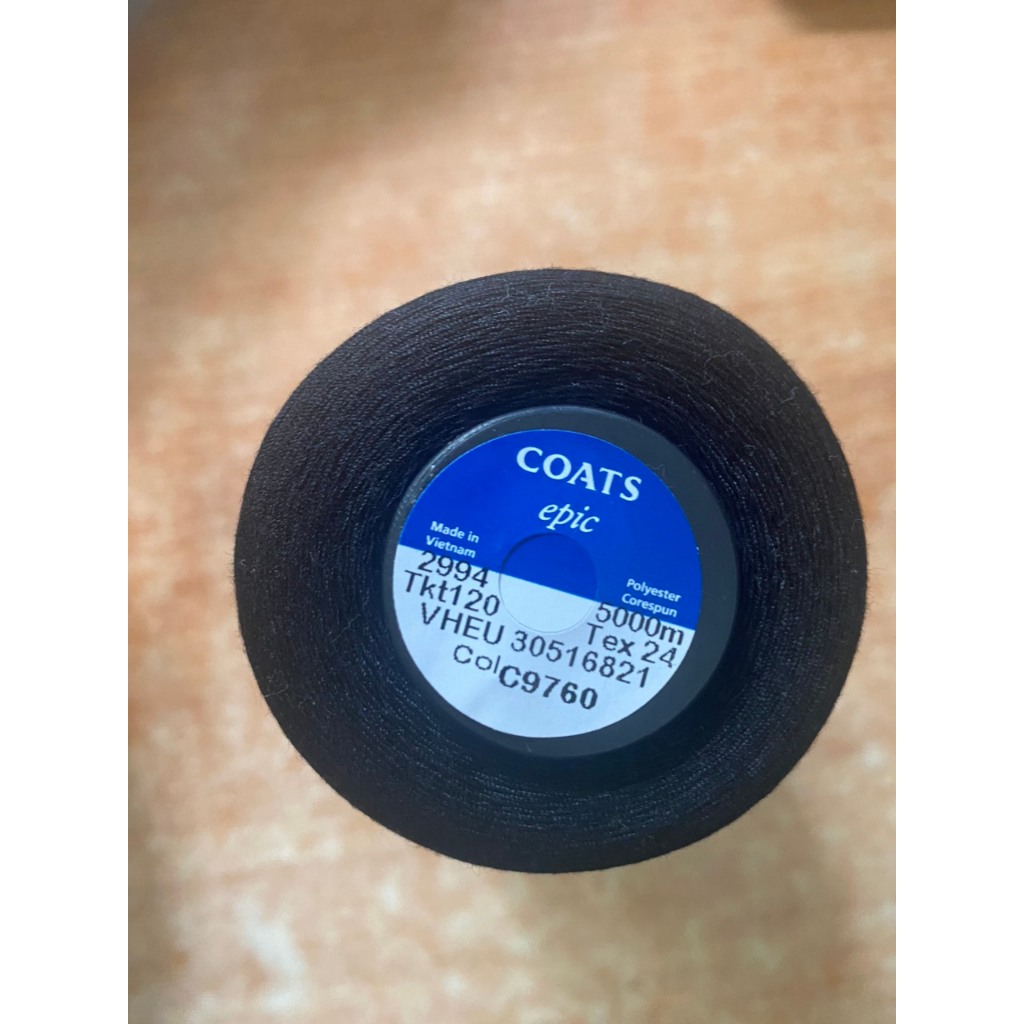 COATS
epic
Made in
Vietnam
Polyester
Corespun
2994 5000m
Tkt120 Tex 24
VHEU 30516821
Col C9760